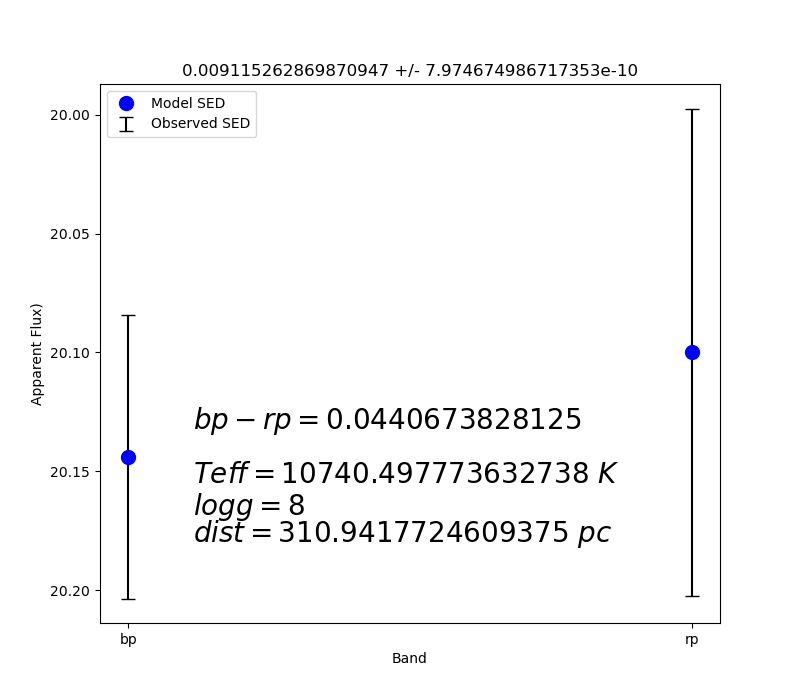 0.009115262869870947 +/- 7.974674986717353e-10
Model SED
Observed SED
20.00
20.05
20.10
20.15
20.20
Apparent Flux)
bp − rp = 0.0440673828125
Teff = 10740.497773632738 K
logg = 8
dist = 310.9417724609375 pc
bp
rp
Band